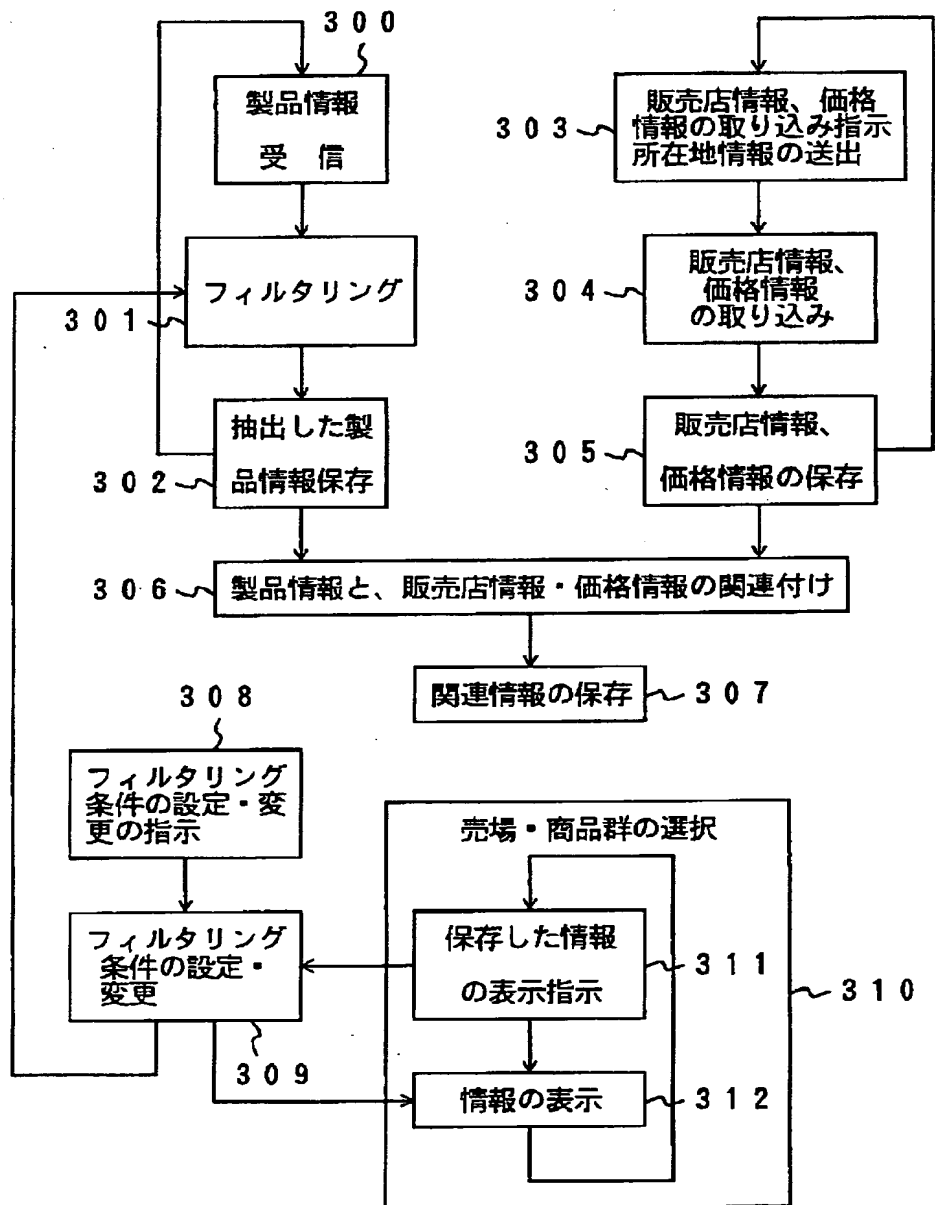 ３００
製品情報
受　信
３０１
フィルタリング
３０２
抽出した製
品情報保存
３０３
販売店情報、価格
情報の取り込み指示
所在地情報の送出
３０４
販売店情報、
価格情報
の取り込み
３０５
販売店情報、
価格情報の保存
３０６
製品情報と、販売店情報・価格情報の関連付け
関連情報の保存
３０７
３０８
フィルタリング
条件の設定・変
更の指示
フィルタリング
条件の設定・
変更
３０９
売場・商品群の選択
３１０
保存した情報
の表示指示
３１１
情報の表示
３１２